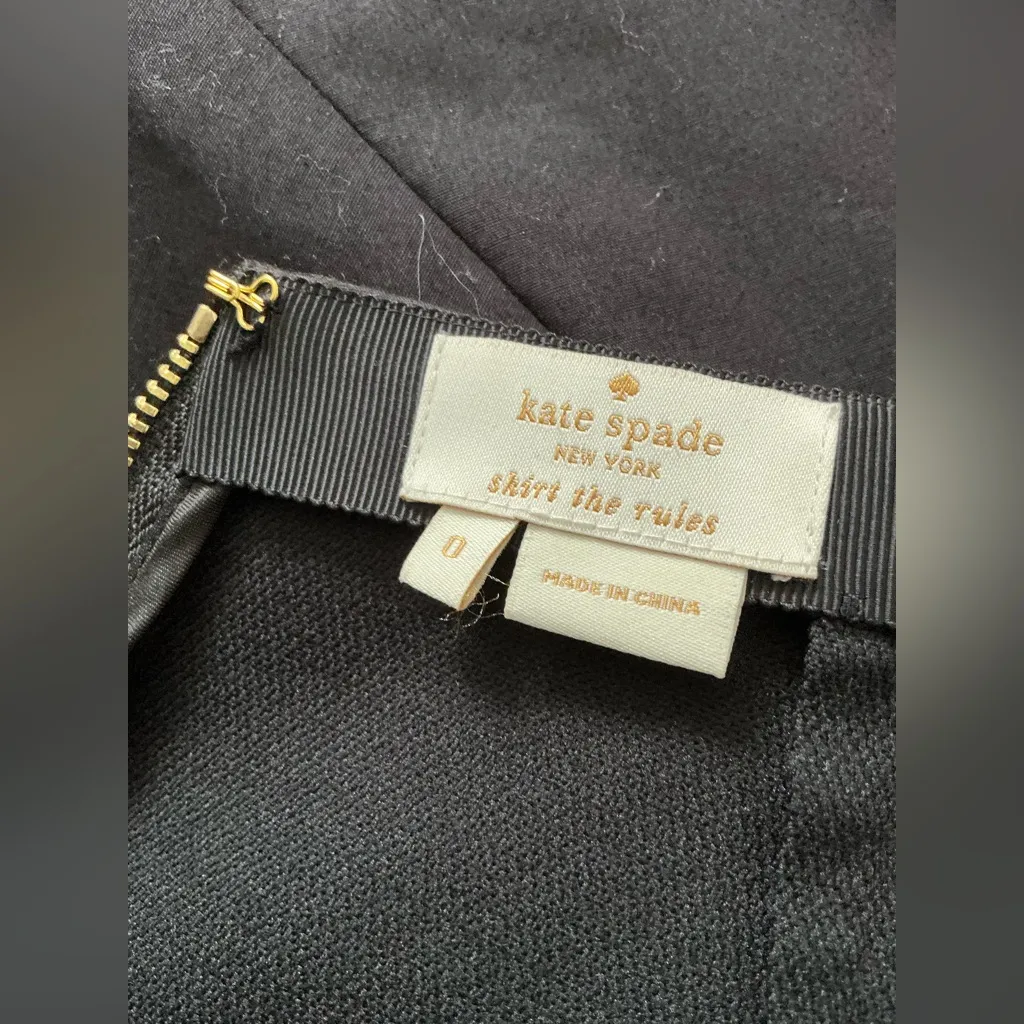 kate spade
NEW YORK
skirt the rules
0
MADE IN CHINA